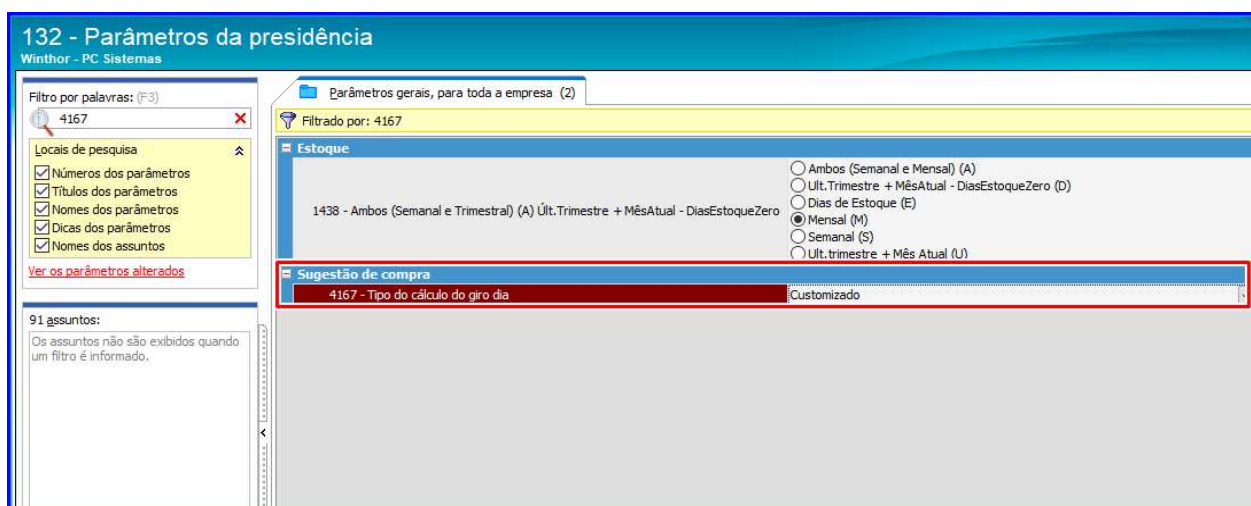 132 - Parâmetros da presidência
Winthor - PC Sistemas
Filtro por palavras: (F3)
4167
Locais de pesquisa
Números dos parâmetros
Títulos dos parâmetros
Nomes dos parâmetros
Dicas dos parâmetros
Nomes dos assuntos
Ver os parâmetros alterados
91 assuntos:
Os assuntos não são exibidos quando
um filtro é informado.
Parâmetros gerais, para toda a empresa (2)
Filtrado por: 4167
Estoque
1438 - Ambos (Semanal e Trimestral) (A) Últ.Trimestre + MêsAtual - DiasEstoqueZero
Ambos (Semanal e Mensal) (A)
Ult.Trimestre + MêsAtual - DiasEstoqueZero (D)
Dias de Estoque (E)
Mensal (M)
Semanal (S)
Ult.trimestre + Mês Atual (U)
Sugestão de compra
4167 - Tipo do cálculo do giro dia
Customizado